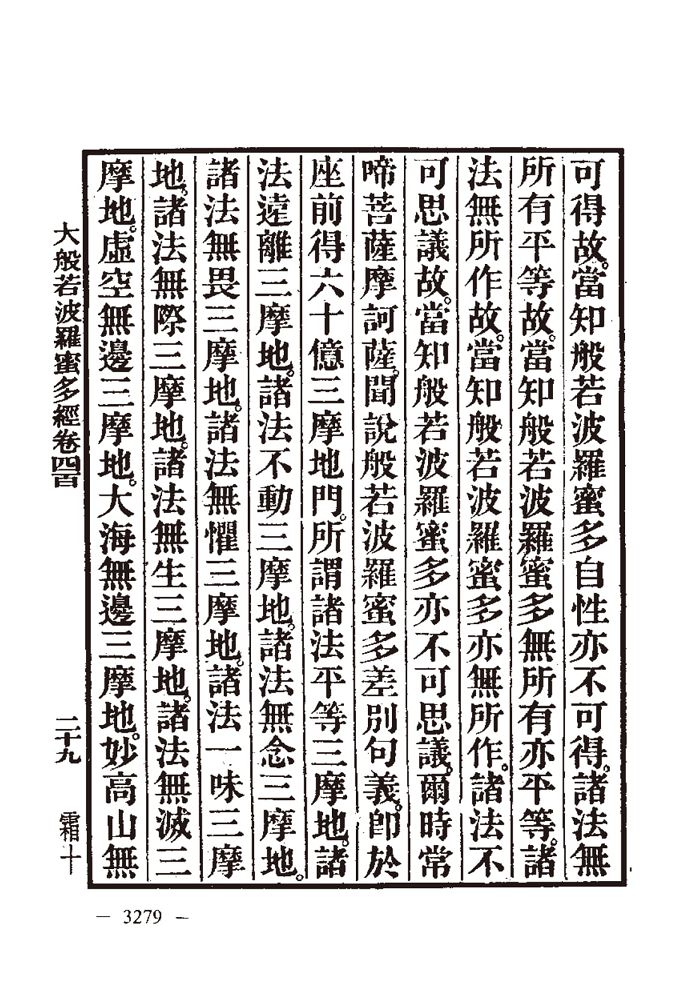 可得故。當知般若波羅蜜多自性亦不可得。諸法無
所有平等故。當知般若波羅蜜多無所有亦平等。諸
法無所作故。當知般若波羅蜜多亦無所作。諸法不
可思議故。當知般若波羅蜜多亦不可思議。爾時常
啼菩薩摩訶薩。聞說般若波羅蜜多差別句義。卽於
座前得六十億三摩地門。所謂諸法平等三摩地。諸
法遠離三摩地。諸法不動三摩地。諸法無念三摩地。
諸法無畏三摩地。諸法無懼三摩地。諸法一味三摩
地。諸法無際三摩地。諸法無生三摩地。諸法無滅三
摩地。虛空無邊三摩地。大海無邊三摩地。妙高山無
大般若波羅蜜多經卷四百 二十九 霜十
— 3279 —